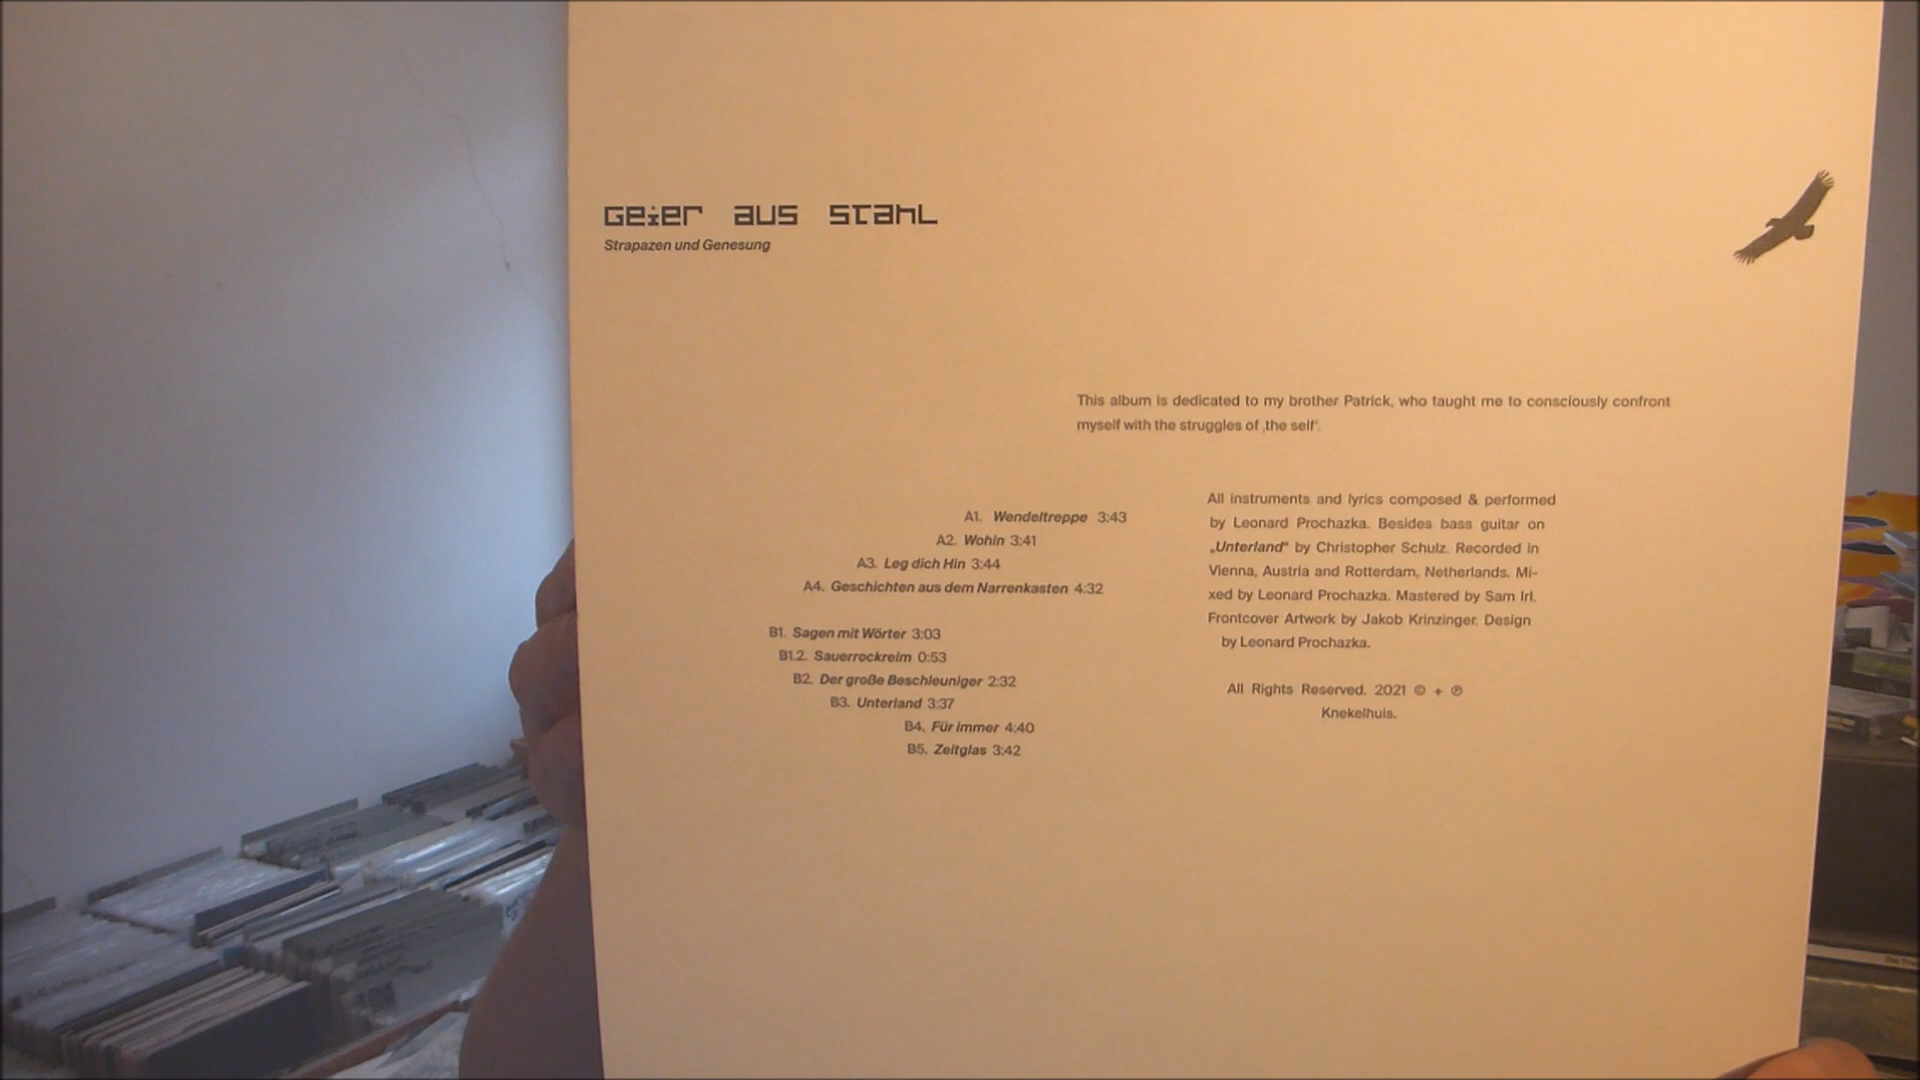 Geier aus Stahl
Strapazen und Genesung
This album is dedicated to my brother Patrick, who taught me to consciously confront
myself with the struggles of ‚the self‘.
A1. Wendeltreppe 3:43
A2. Wohin 3:41
A3. Leg dich Hin 3:44
A4. Geschichten aus dem Narrenkasten 4:32
B1. Sagen mit Wörter 3:03
B1.2. Sauerrockreim 0:53
B2. Der große Beschleuniger 2:32
B3. Unterland 3:37
B4. Für immer 4:40
B5. Zeitglas 3:42
All instruments and lyrics composed & performed
by Leonard Prochazka. Besides bass guitar on
„Unterland“ by Christopher Schulz. Recorded in
Vienna, Austria and Rotterdam, Netherlands. Mi-
xed by Leonard Prochazka. Mastered by Sam Irl.
Frontcover Artwork by Jakob Krinzinger. Design
by Leonard Prochazka.
All Rights Reserved. 2021 © + ℗
Knekelhuis.